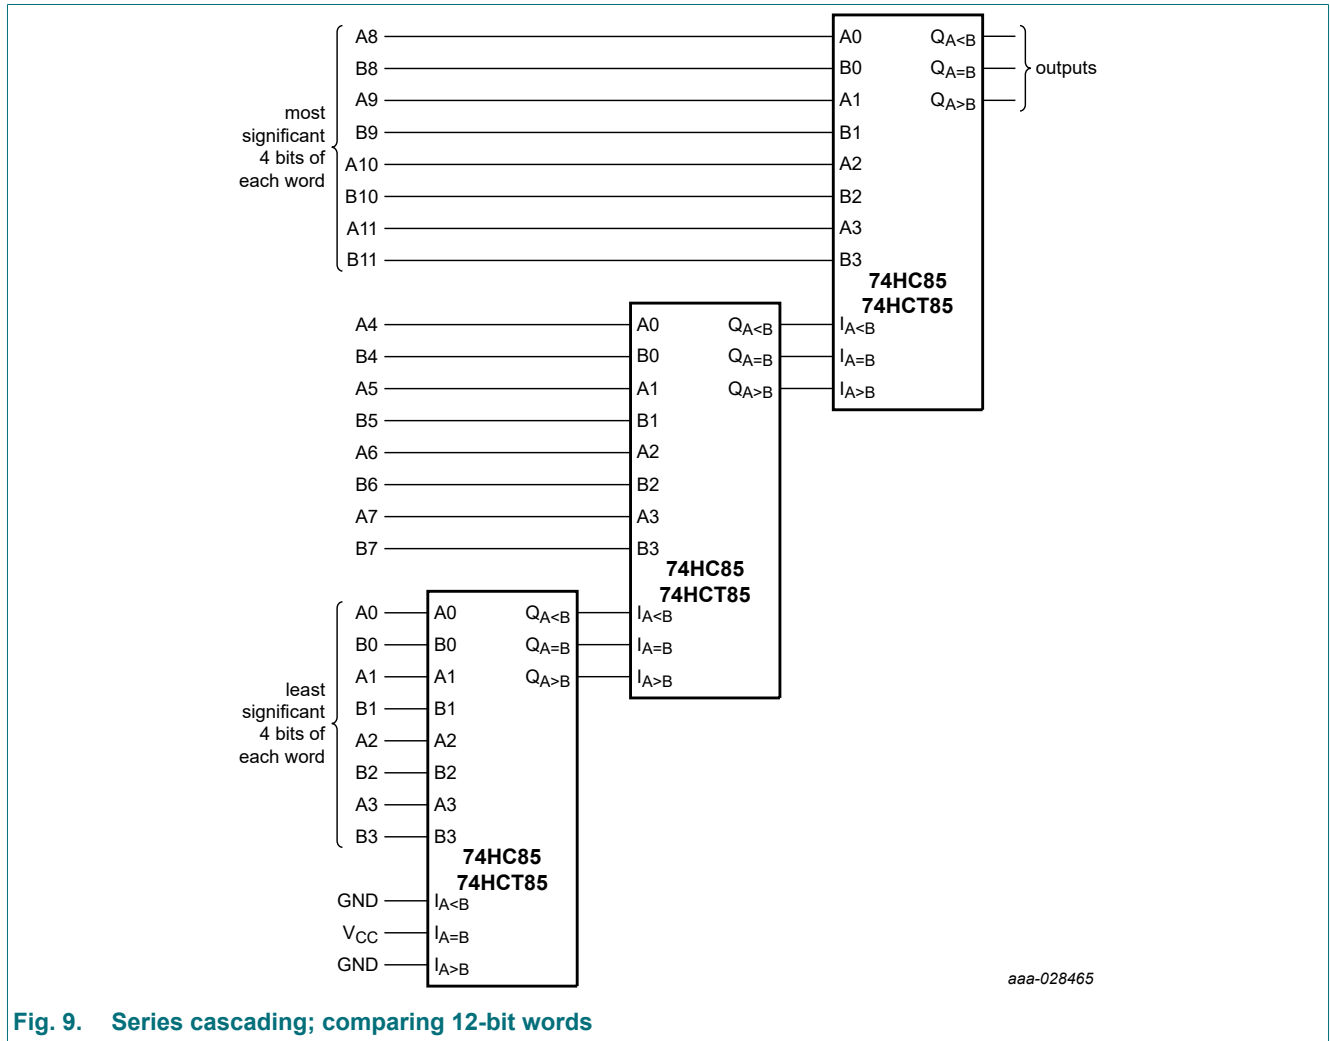 A8
B8
A9
B9
A10
B10
A11
B11
most
significant
4 bits of
each word
A0
B0
A1
B1
A2
B2
A3
B3
74HC85
74HCT85
IA<B
IA=B
IA>B
QA<B
QA=B
QA>B
outputs
A4
B4
A5
B5
A6
B6
A7
B7
A0
B0
A1
B1
A2
B2
A3
B3
74HC85
74HCT85
IA<B
IA=B
IA>B
QA<B
QA=B
QA>B
A0
B0
A1
B1
A2
B2
A3
B3
least
significant
4 bits of
each word
GND
VCC
GND
A0
B0
A1
B1
A2
B2
A3
B3
74HC85
74HCT85
IA<B
IA=B
IA>B
QA<B
QA=B
QA>B
aaa-028465
Fig. 9. Series cascading; comparing 12-bit words